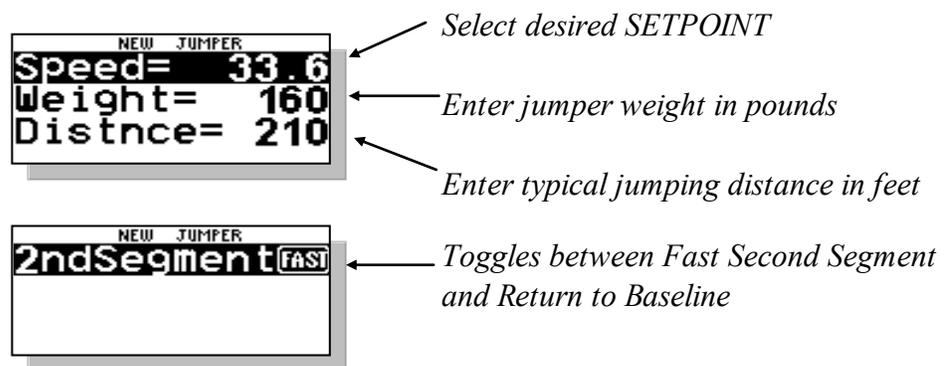 Select desired SETPOINT
NEW JUMPER
Speed= 33.6
Weight= 160
Enter jumper weight in pounds
Distnce= 210
Enter typical jumping distance in feet
NEW JUMPER
2ndSegment FAST
Toggles between Fast Second Segment
and Return to Baseline